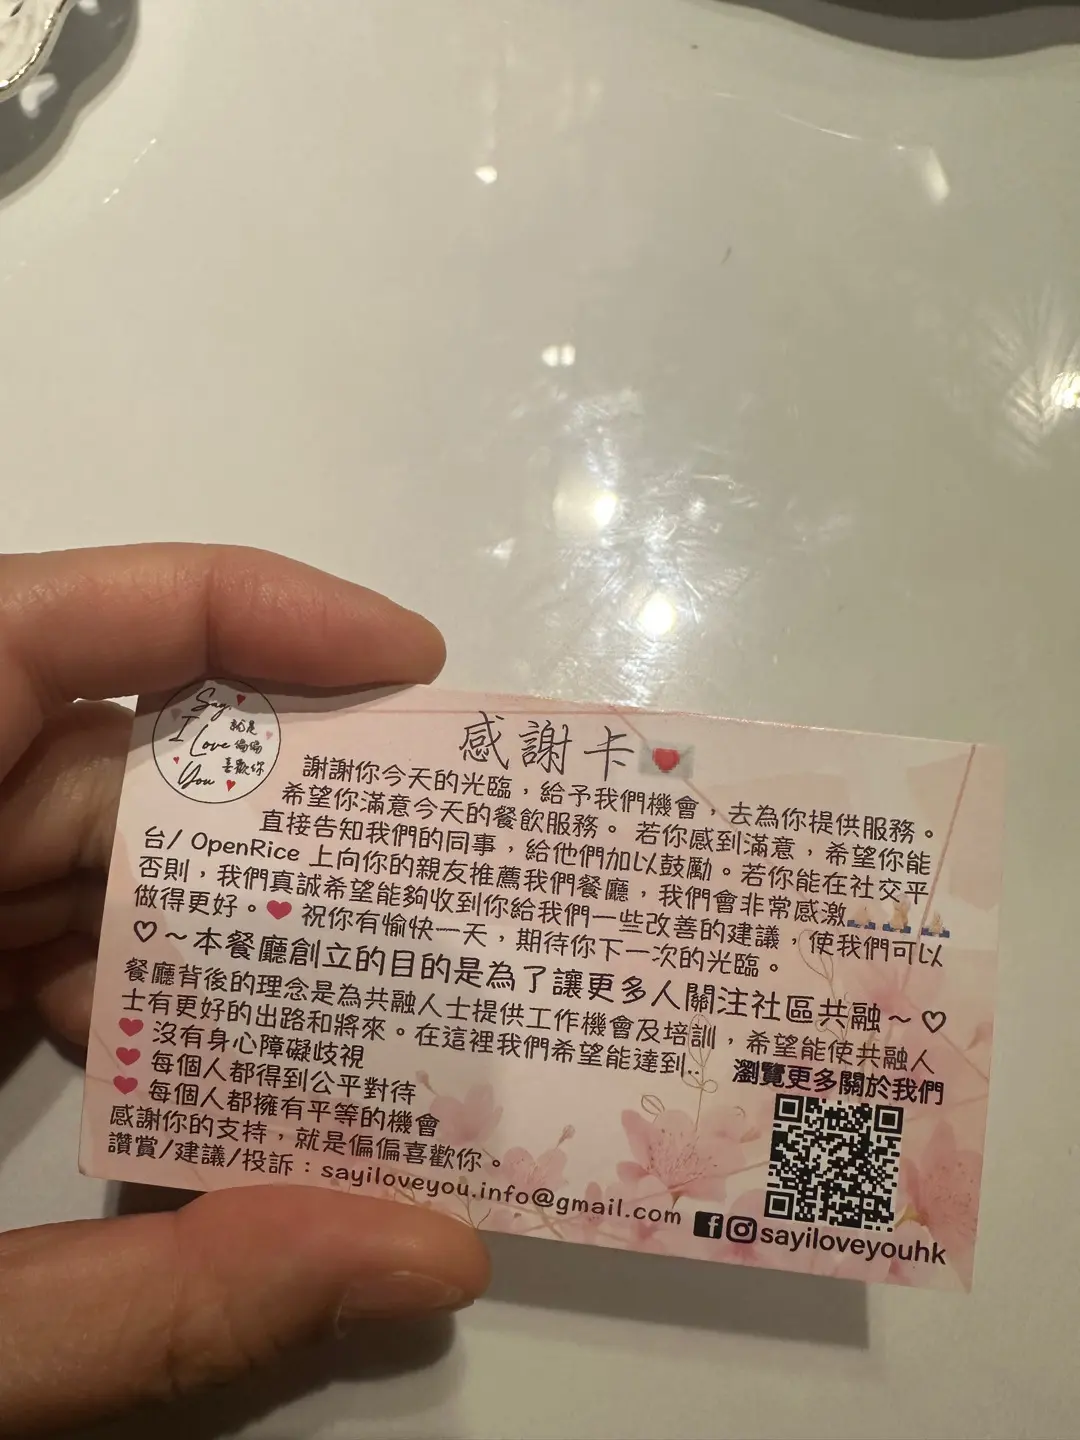 Say
I
Love
You
就是
偏偏
喜歡你
感謝卡
謝謝你今天的光臨，給予我們機會，去為你提供服務。
希望你滿意今天的餐飲服務。若你感到滿意，希望你能
直接告知我們的同事，給他們加以鼓勵。若你能在社交平
台/ OpenRice 上向你的親友推薦我們餐廳，我們會非常感激🙏🏼🙏🏼🙏🏼
否則，我們真誠希望能夠收到你給我們一些改善的建議，使我們可以
做得更好。❤️祝你有愉快一天，期待你下一次的光臨。
♡～本餐廳創立的目的是為了讓更多人關注社區共融～♡
餐廳背後的理念是為共融人士提供工作機會及培訓，希望能使共融人
士有更好的出路和將來。在這裡我們希望能達到..
❤️ 沒有身心障礙歧視
❤️ 每個人都得到公平對待
❤️ 每個人都擁有平等的機會
感謝你的支持，就是偏偏喜歡你。
讚賞/建議/投訴：sayiloveyou.info@gmail.com
瀏覽更多關於我們
sayiloveyouhk